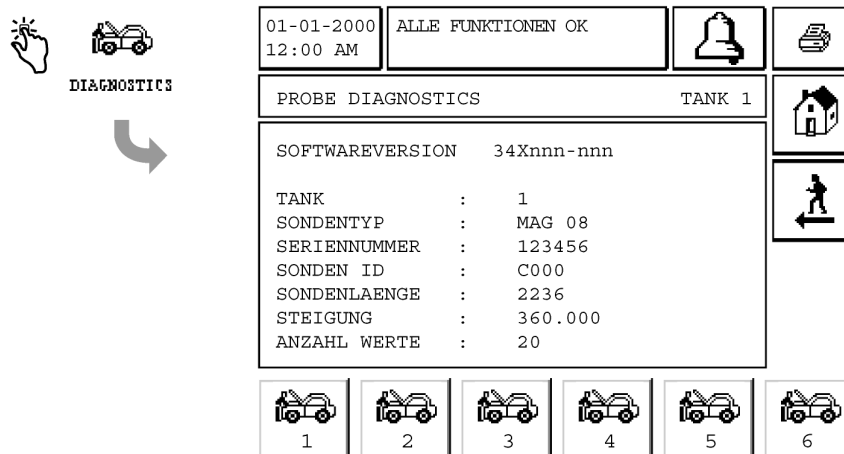 DIAGNOSTICS
01-01-2000
12:00 AM
ALLE FUNKTIONEN OK
PROBE DIAGNOSTICS TANK 1
SOFTWAREVERSION 34Xnnn-nnn
TANK : 1
SONDENTYP : MAG 08
SERIENNUMMER : 123456
SONDEN ID : C000
SONDENLAENGE : 2236
STEIGUNG : 360.000
ANZAHL WERTE : 20
1 2 3 4 5 6